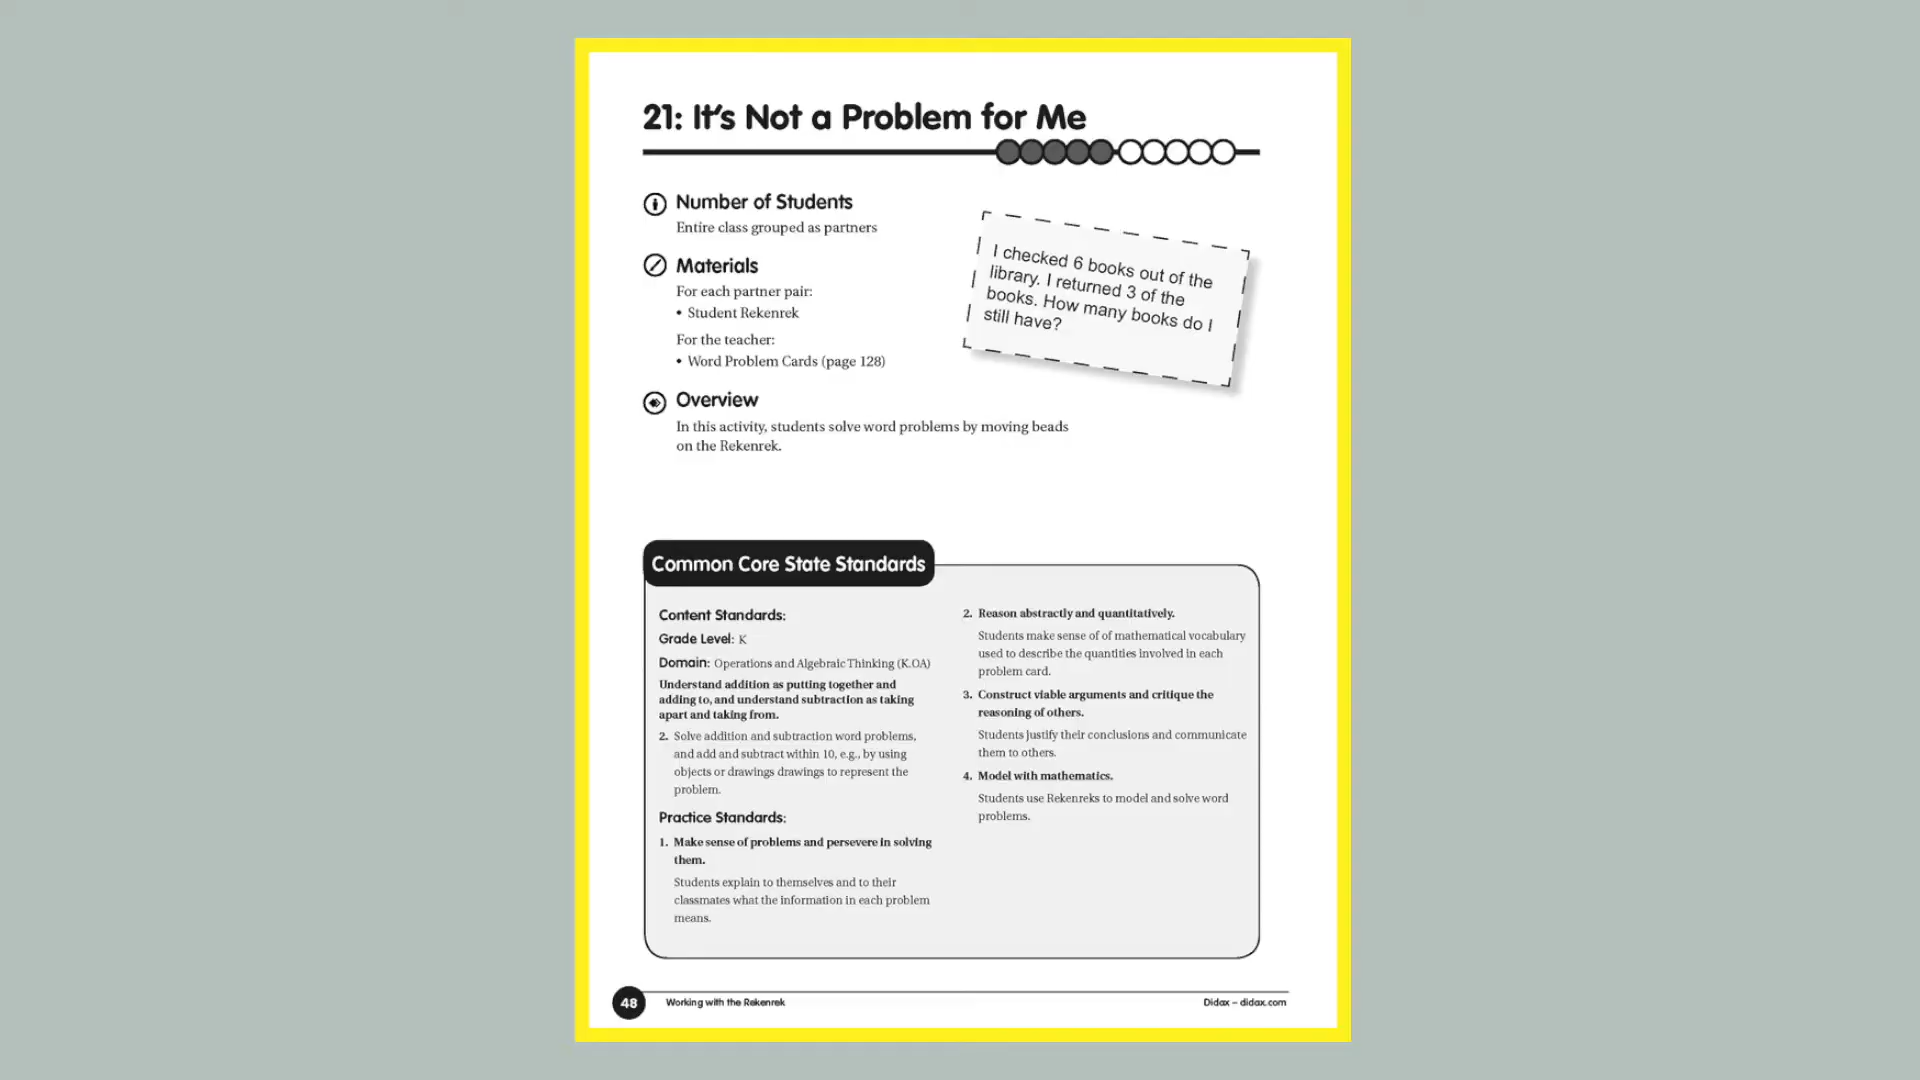 21: It's Not a Problem for Me
Number of Students
Entire class grouped as partners
Materials
For each partner pair:
• Student Rekenrek
For the teacher:
• Word Problem Cards (page 128)
I checked 6 books out of the
library. I returned 3 of the
books. How many books do I
still have?
Overview
In this activity, students solve word problems by moving beads
on the Rekenrek.
Common Core State Standards
Content Standards:
Grade Level: K
Domain: Operations and Algebraic Thinking (K.OA)
Understand addition as putting together and
adding to, and understand subtraction as taking
apart and taking from.
2. Solve addition and subtraction word problems,
and add and subtract within 10, e.g., by using
objects or drawings drawings to represent the
problem.
Practice Standards:
1. Make sense of problems and persevere in solving
them.
Students explain to themselves and to their
classmates what the information in each problem
means.
2. Reason abstractly and quantitatively.
Students make sense of of mathematical vocabulary
used to describe the quantities involved in each
problem card.
3. Construct viable arguments and critique the
reasoning of others.
Students justify their conclusions and communicate
them to others.
4. Model with mathematics.
Students use Rekenreks to model and solve word
problems.
48 Working with the Rekenrek
Didax – didax.com